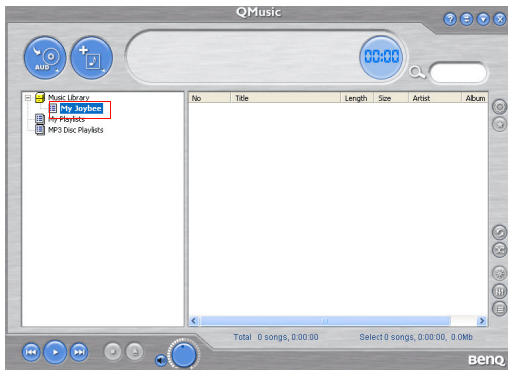 QMusic
?
AUD
00:00
Music Library
My Joybee
My Playlists
MP3 Disc Playlists
No Title Length Size Artist Album
Total 0 songs, 0:00:00 Select 0 songs, 0:00:00, 0.0Mb
BenQ